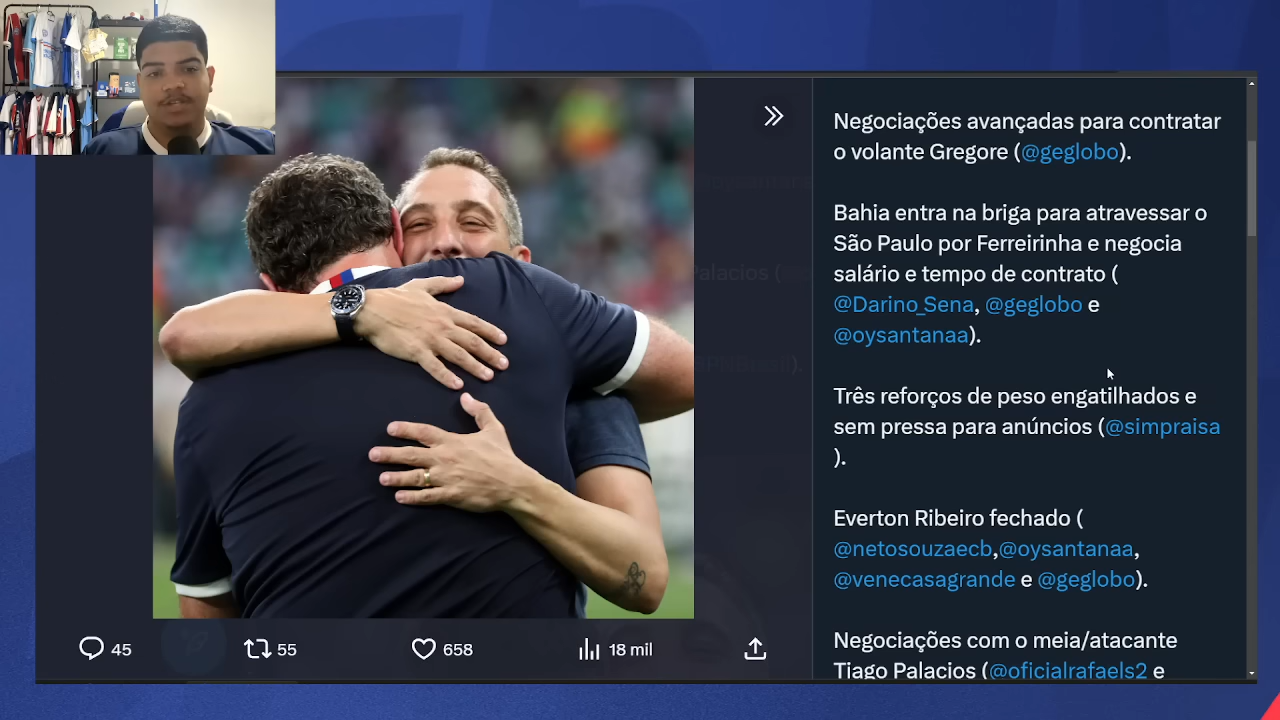 Negociações avançadas para contratar
o volante Gregore (@geglobo).
Bahia entra na briga para atravessar o
São Paulo por Ferreirinha e negocia
salário e tempo de contrato (
@Darino_Sena, @geglobo e
@oysantanaa).
Três reforços de peso engatilhados e
sem pressa para anúncios (@simpraisa
).
Everton Ribeiro fechado (
@netosouzaecb,@oysantanaa,
@venecasagrande e @geglobo).
Negociações com o meia/atacante
Tiago Palacios (@oficialrafaels2 e
45
55
658
18 mil